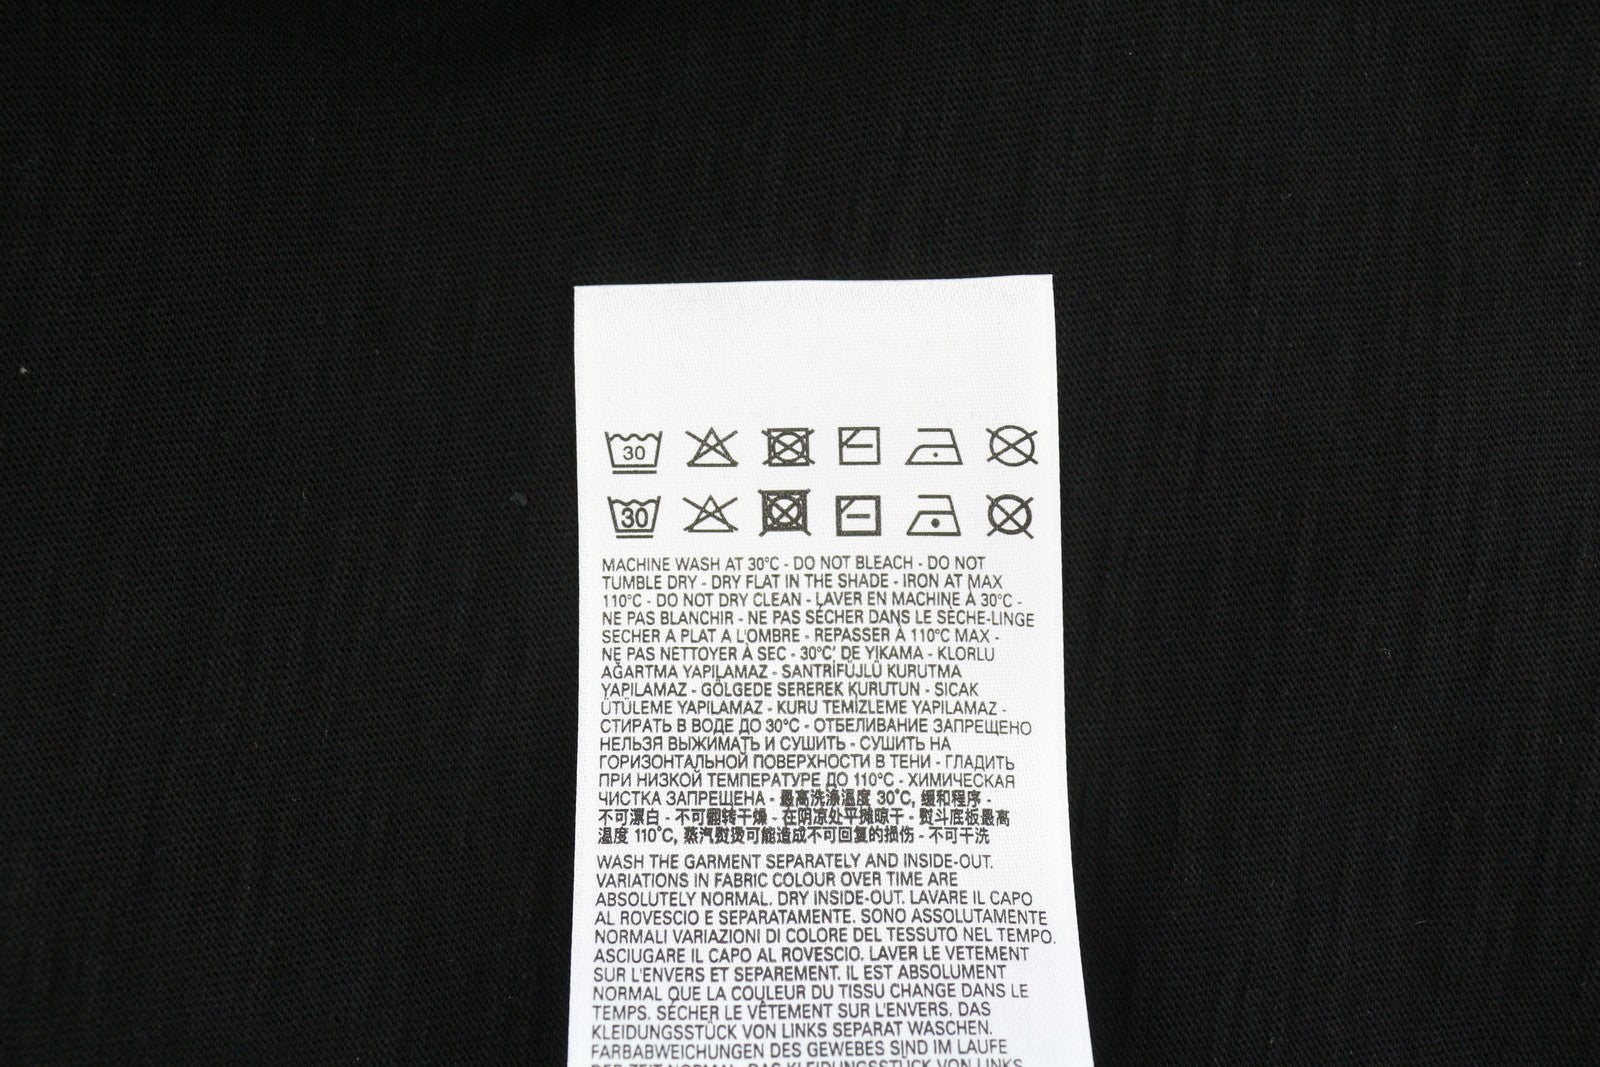 30
30
MACHINE WASH AT 30°C - DO NOT BLEACH - DO NOT
TUMBLE DRY - DRY FLAT IN THE SHADE - IRON AT MAX
110°C - DO NOT DRY CLEAN - LAVER EN MACHINE À 30°C -
NE PAS BLANCHIR - NE PAS SÉCHER DANS LE SÈCHE-LINGE
SECHER A PLAT A L'OMBRE - REPASSER À 110°C MAX -
NE PAS NETTOYER À SEC - 30°C' DE YIKAMA - KLORLU
AĞARTMA YAPILAMAZ - SANTRİFÜJLÜ KURUTMA
YAPILAMAZ - GÖLGEDE SEREREK KURUTUN - SICAK
ÜTÜLEME YAPILAMAZ - KURU TEMİZLEME YAPILAMAZ -
СТИРАТЬ В ВОДЕ ДО 30°C - ОТБЕЛИВАНИЕ ЗАПРЕЩЕНО
НЕЛЬЗЯ ВЫЖИМАТЬ И СУШИТЬ - СУШИТЬ НА
ГОРИЗОНТАЛЬНОЙ ПОВЕРХНОСТИ В ТЕНИ - ГЛАДИТЬ
ПРИ НИЗКОЙ ТЕМПЕРАТУРЕ ДО 110°C - ХИМИЧЕСКАЯ
ЧИСТКА ЗАПРЕЩЕНА - 最高洗涤温度 30°C, 缓和程序 -
不可漂白 - 不可翻转干燥 - 在阴凉处平摊晾干 - 熨斗底板最高
温度 110°C, 蒸汽熨烫可能造成不可回复的损伤 - 不可干洗
WASH THE GARMENT SEPARATELY AND INSIDE-OUT.
VARIATIONS IN FABRIC COLOUR OVER TIME ARE
ABSOLUTELY NORMAL. DRY INSIDE-OUT. LAVARE IL CAPO
AL ROVESCIO E SEPARATAMENTE. SONO ASSOLUTAMENTE
NORMALI VARIAZIONI DI COLORE DEL TESSUTO NEL TEMPO.
ASCIUGARE IL CAPO AL ROVESCIO. LAVER LE VETEMENT
SUR L'ENVERS ET SEPAREMENT. IL EST ABSOLUMENT
NORMAL QUE LA COULEUR DU TISSU CHANGE DANS LE
TEMPS. SÉCHER LE VÊTEMENT SUR L'ENVERS. DAS
KLEIDUNGSSTÜCK VON LINKS SEPARAT WASCHEN.
FARBABWEICHUNGEN DES GEWEBES SIND IM LAUFE
DER ZEIT NORMAL. DAS KLEIDUNGSSTÜCK VON LINKS